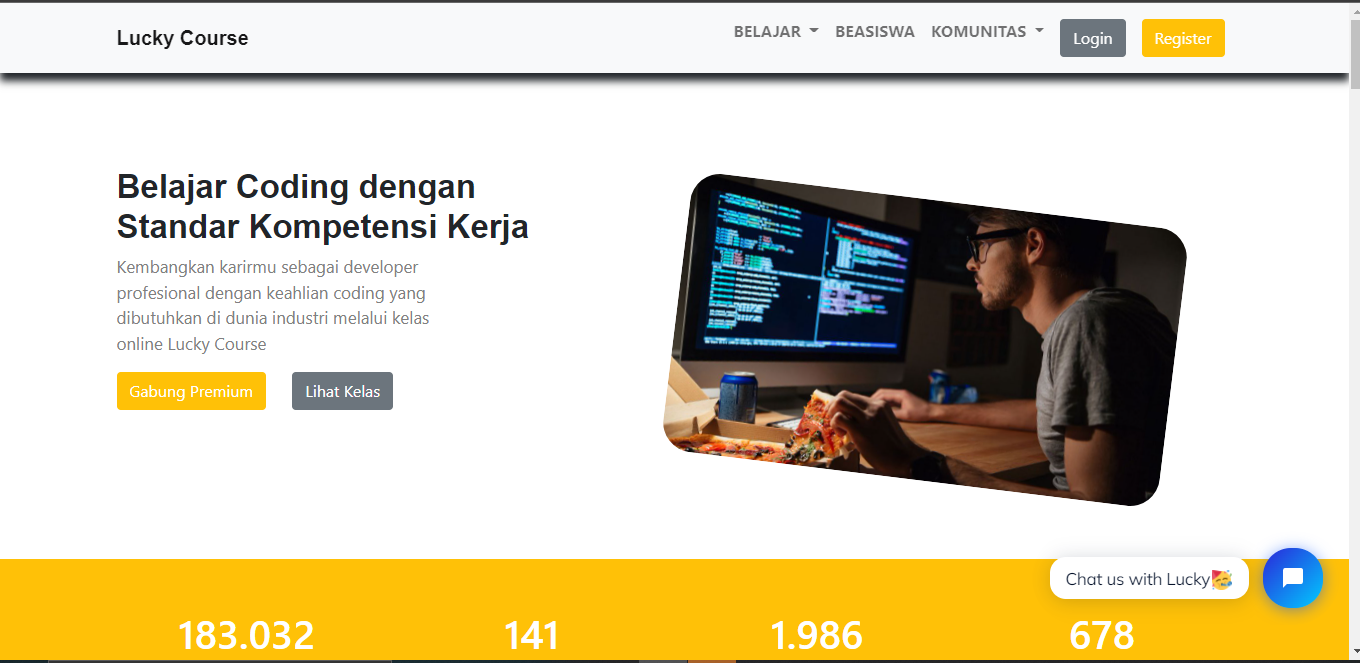 Lucky Course
BELAJAR
BEASISWA
KOMUNITAS
Login
Register
Belajar Coding dengan
Standar Kompetensi Kerja
Kembangkan karirmu sebagai developer
profesional dengan keahlian coding yang
dibutuhkan di dunia industri melalui kelas
online Lucky Course
Gabung Premium
Lihat Kelas
Chat us with Lucky🥳
183.032
141
1.986
678